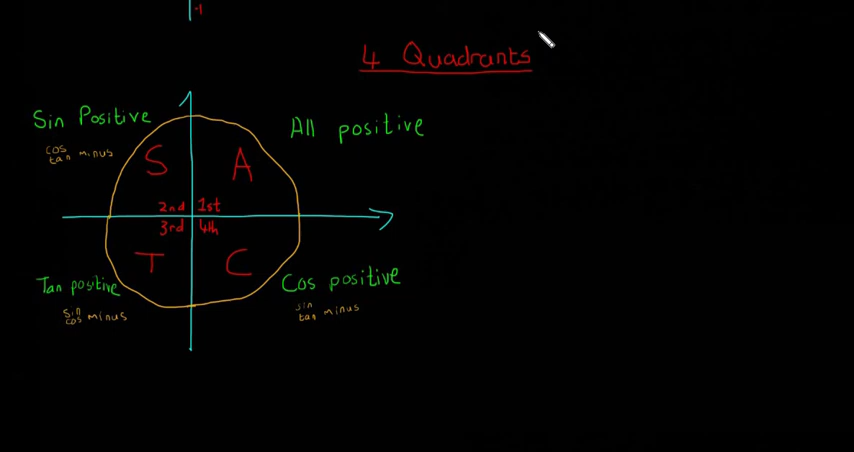 -1
4 Quadrants
Sin Positive
All positive
cos
tan minus
S A
2nd 1st
3rd 4th
T C
Tan positive
Cos positive
sin
cos minus
sin
tan minus